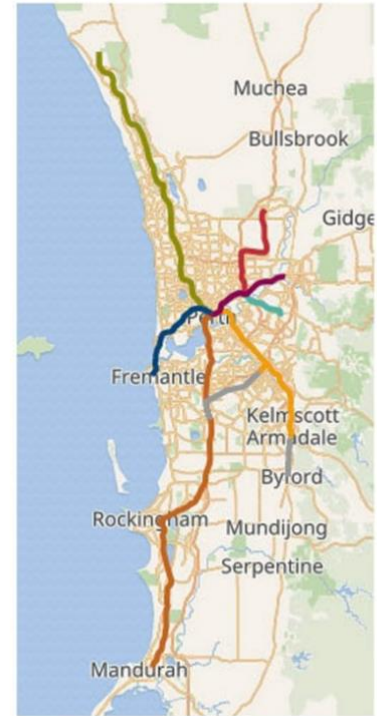 Muchea
Bullsbrook
Gidge
Perth
Fremantle
Kelmscott
Armadale
Byford
Rockingham
Mundijong
Serpentine
Mandurah